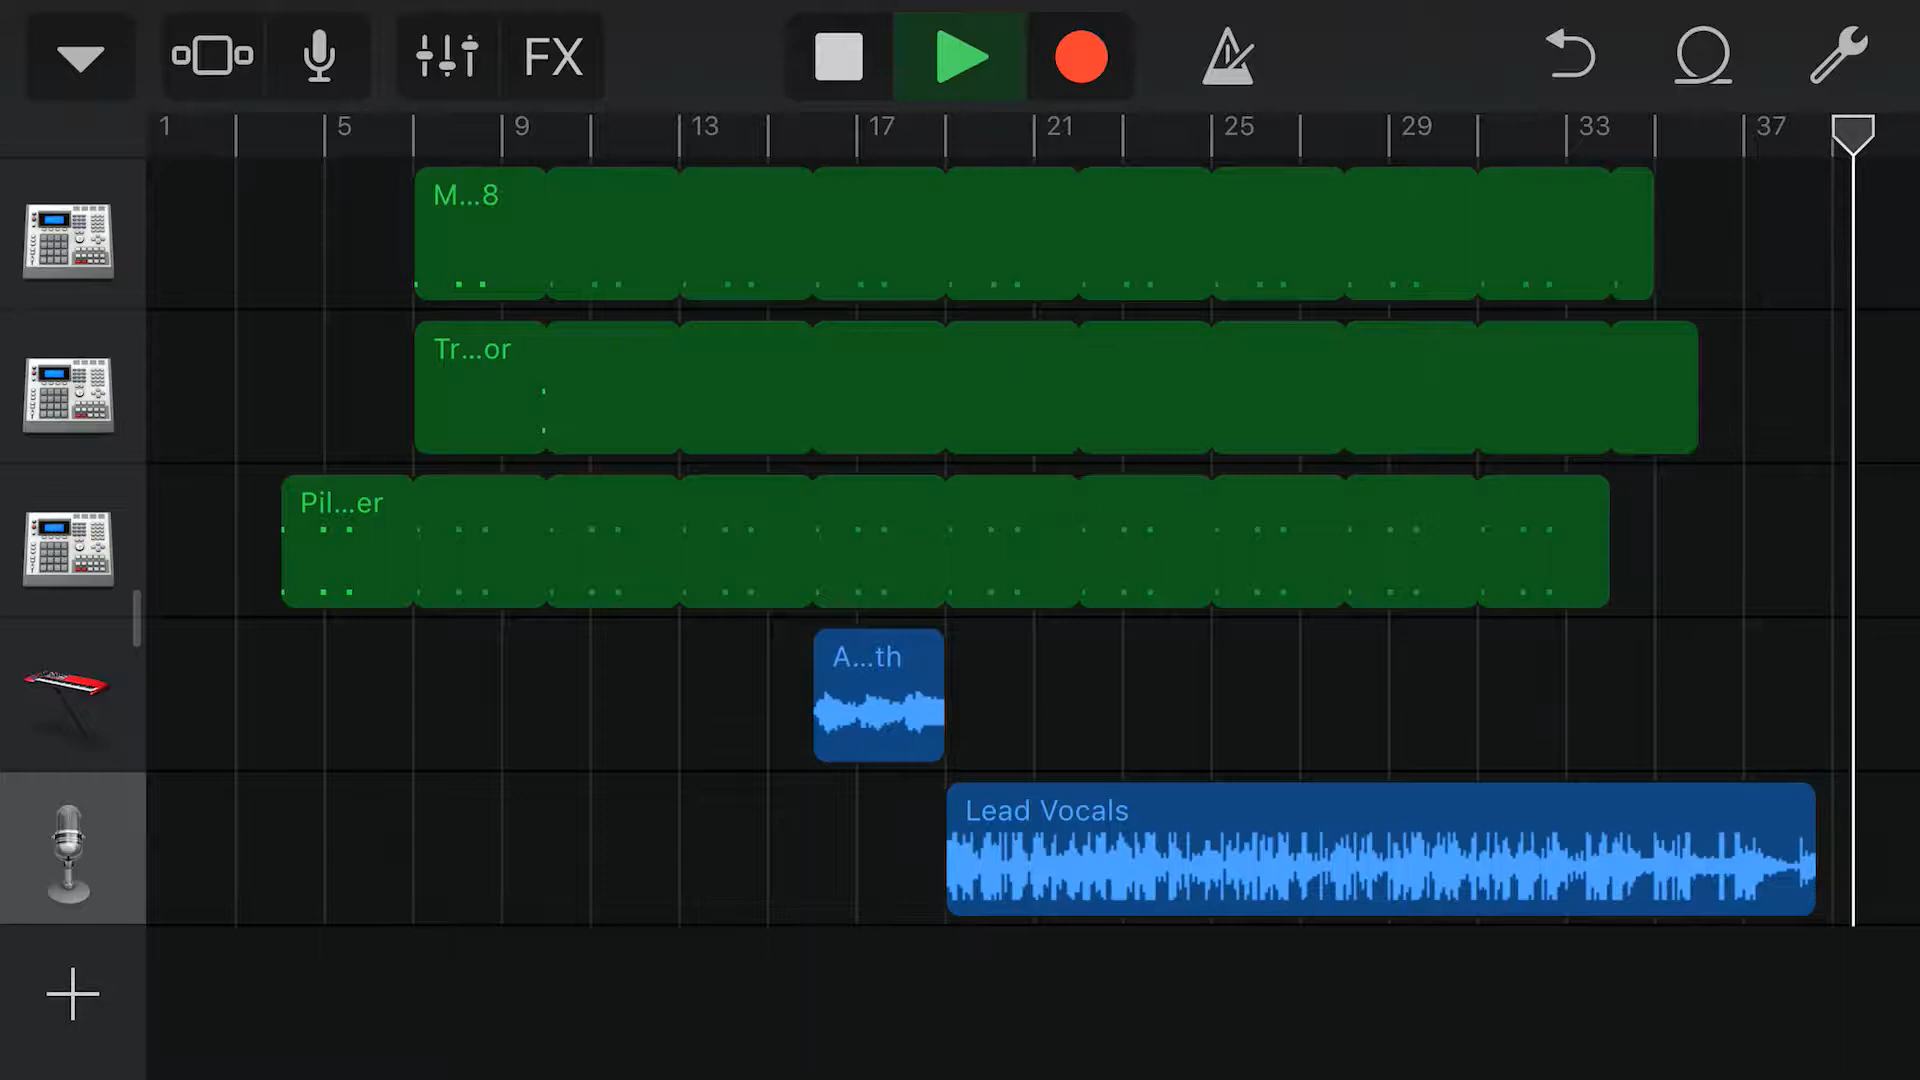 FX
1 5 9 13 17 21 25 29 33 37
M...8
Tr...or
Pil...er
A...th
Lead Vocals